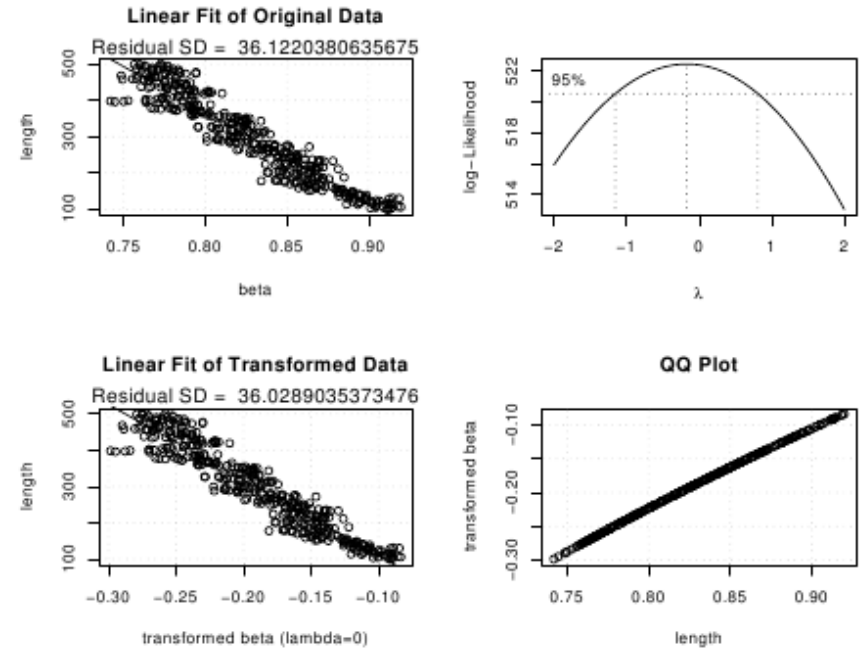 Linear Fit of Original Data
Residual SD = 36.1220380635675
500
300
100
length
0.75 0.80 0.85 0.90
beta
522
518
514
log-Likelihood
95%
-2 -1 0 1 2
λ
Linear Fit of Transformed Data
Residual SD = 36.0289035373476
500
300
100
length
-0.30 -0.25 -0.20 -0.15 -0.10
transformed beta (lambda=0)
QQ Plot
-0.10
-0.20
-0.30
transformed beta
0.75 0.80 0.85 0.90
length